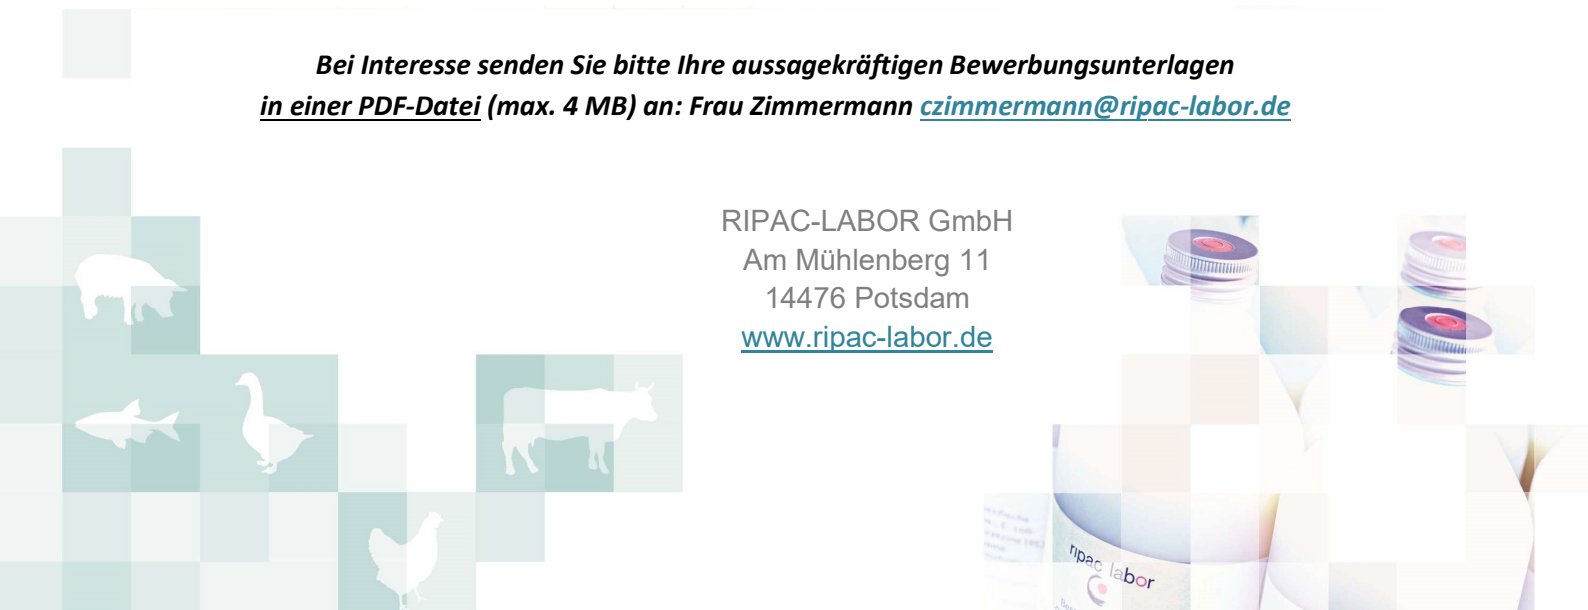 Bei Interesse senden Sie bitte Ihre aussagekräftigen Bewerbungsunterlagen
in einer PDF-Datei (max. 4 MB) an: Frau Zimmermann czimmermann@ripac-labor.de
RIPAC-LABOR GmbH
Am Mühlenberg 11
14476 Potsdam
www.ripac-labor.de
ripac labor